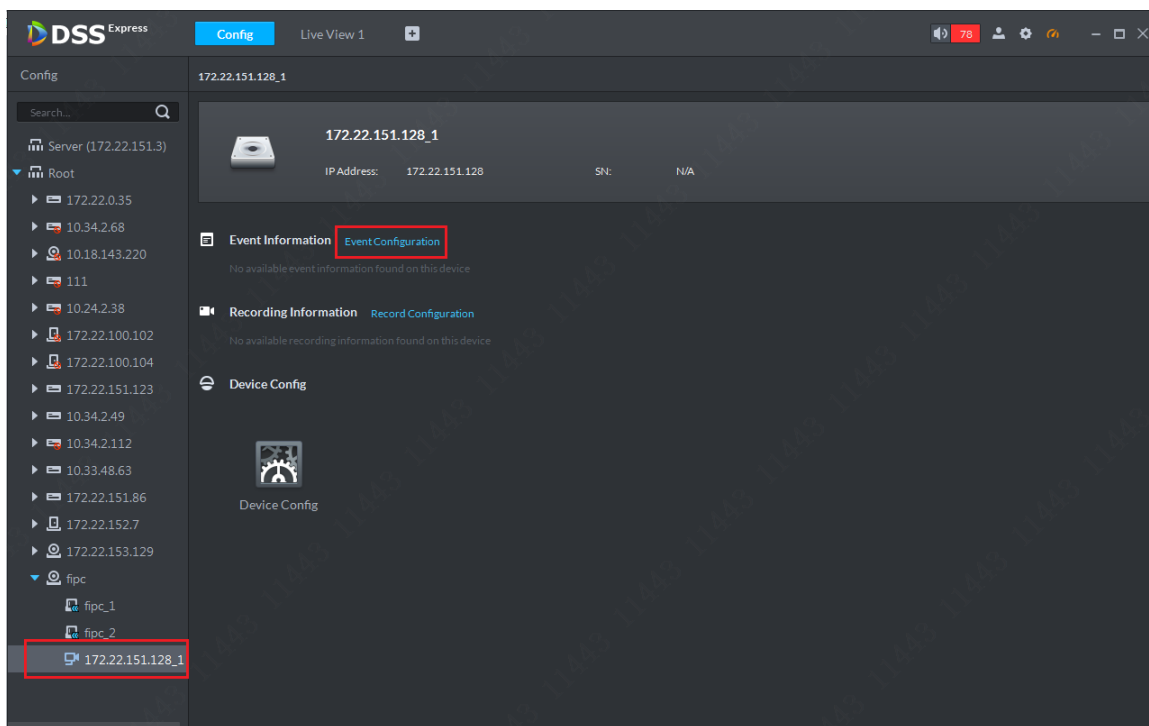 DSS Express
Config
Live View 1
78
Config
172.22.151.128_1
Search...
Server (172.22.151.3)
Root
172.22.0.35
10.34.2.68
10.18.143.220
111
10.24.2.38
172.22.100.102
172.22.100.104
172.22.151.123
10.34.2.49
10.34.2.112
10.33.48.63
172.22.151.86
172.22.152.7
172.22.153.129
fipc
fipc_1
fipc_2
172.22.151.128_1
172.22.151.128_1
IP Address: 172.22.151.128 SN: N/A
Event Information Event Configuration
No available event information found on this device
Recording Information Record Configuration
No available recording information found on this device
Device Config
Device Config
11443 11443